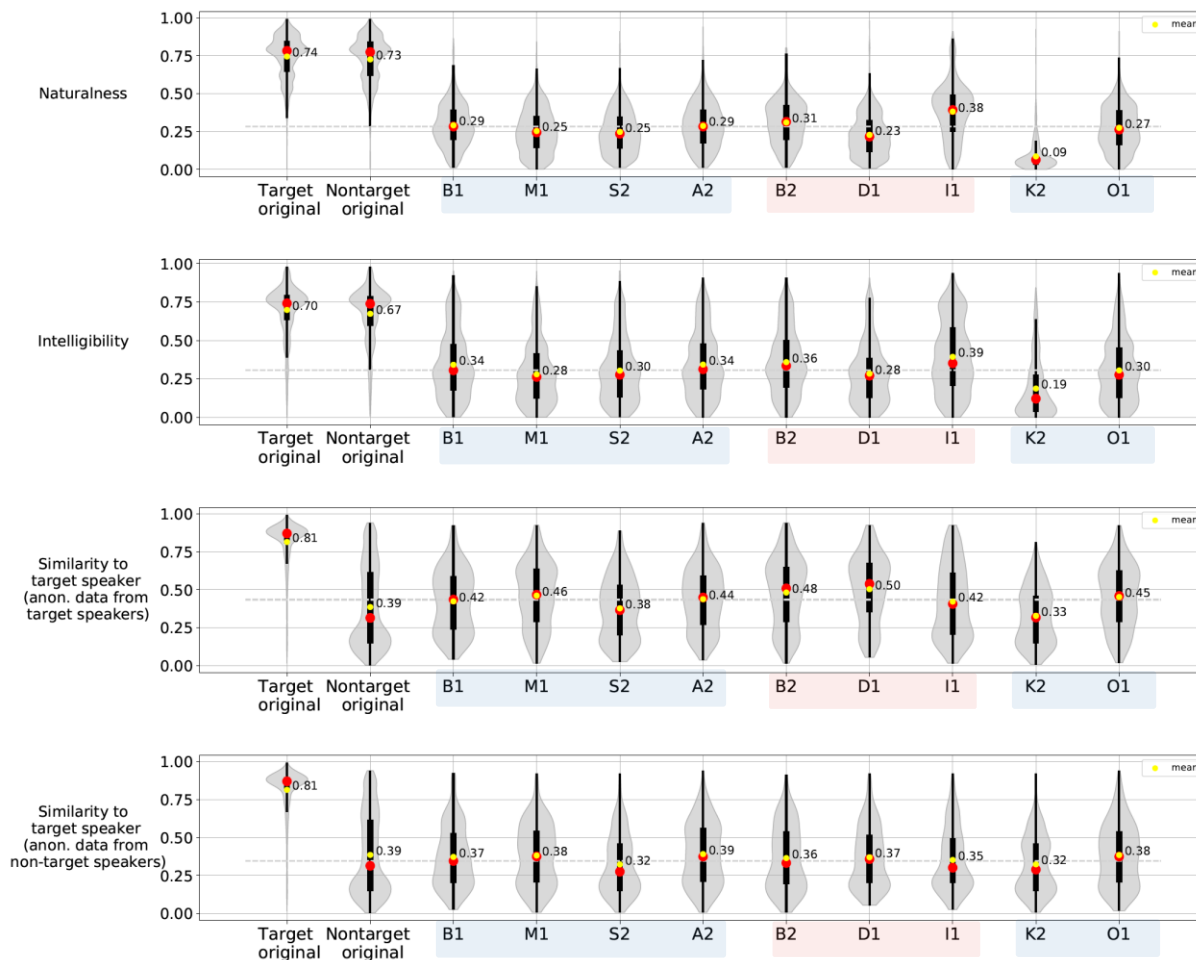 1.00
0.75
0.50
0.25
0.00
Naturalness
mean
0.74 0.73 0.29 0.25 0.25 0.29 0.31 0.23 0.38 0.09 0.27
Target original Nontarget original B1 M1 S2 A2 B2 D1 I1 K2 O1
1.00
0.75
0.50
0.25
0.00
Intelligibility
mean
0.70 0.67 0.34 0.28 0.30 0.34 0.36 0.28 0.39 0.19 0.30
Target original Nontarget original B1 M1 S2 A2 B2 D1 I1 K2 O1
1.00
0.75
0.50
0.25
0.00
Similarity to
target speaker
(anon. data from
target speakers)
mean
0.81 0.39 0.42 0.46 0.38 0.44 0.48 0.50 0.42 0.33 0.45
Target original Nontarget original B1 M1 S2 A2 B2 D1 I1 K2 O1
1.00
0.75
0.50
0.25
0.00
Similarity to
target speaker
(anon. data from
non-target speakers)
mean
0.81 0.39 0.37 0.38 0.32 0.39 0.36 0.37 0.35 0.32 0.38
Target original Nontarget original B1 M1 S2 A2 B2 D1 I1 K2 O1